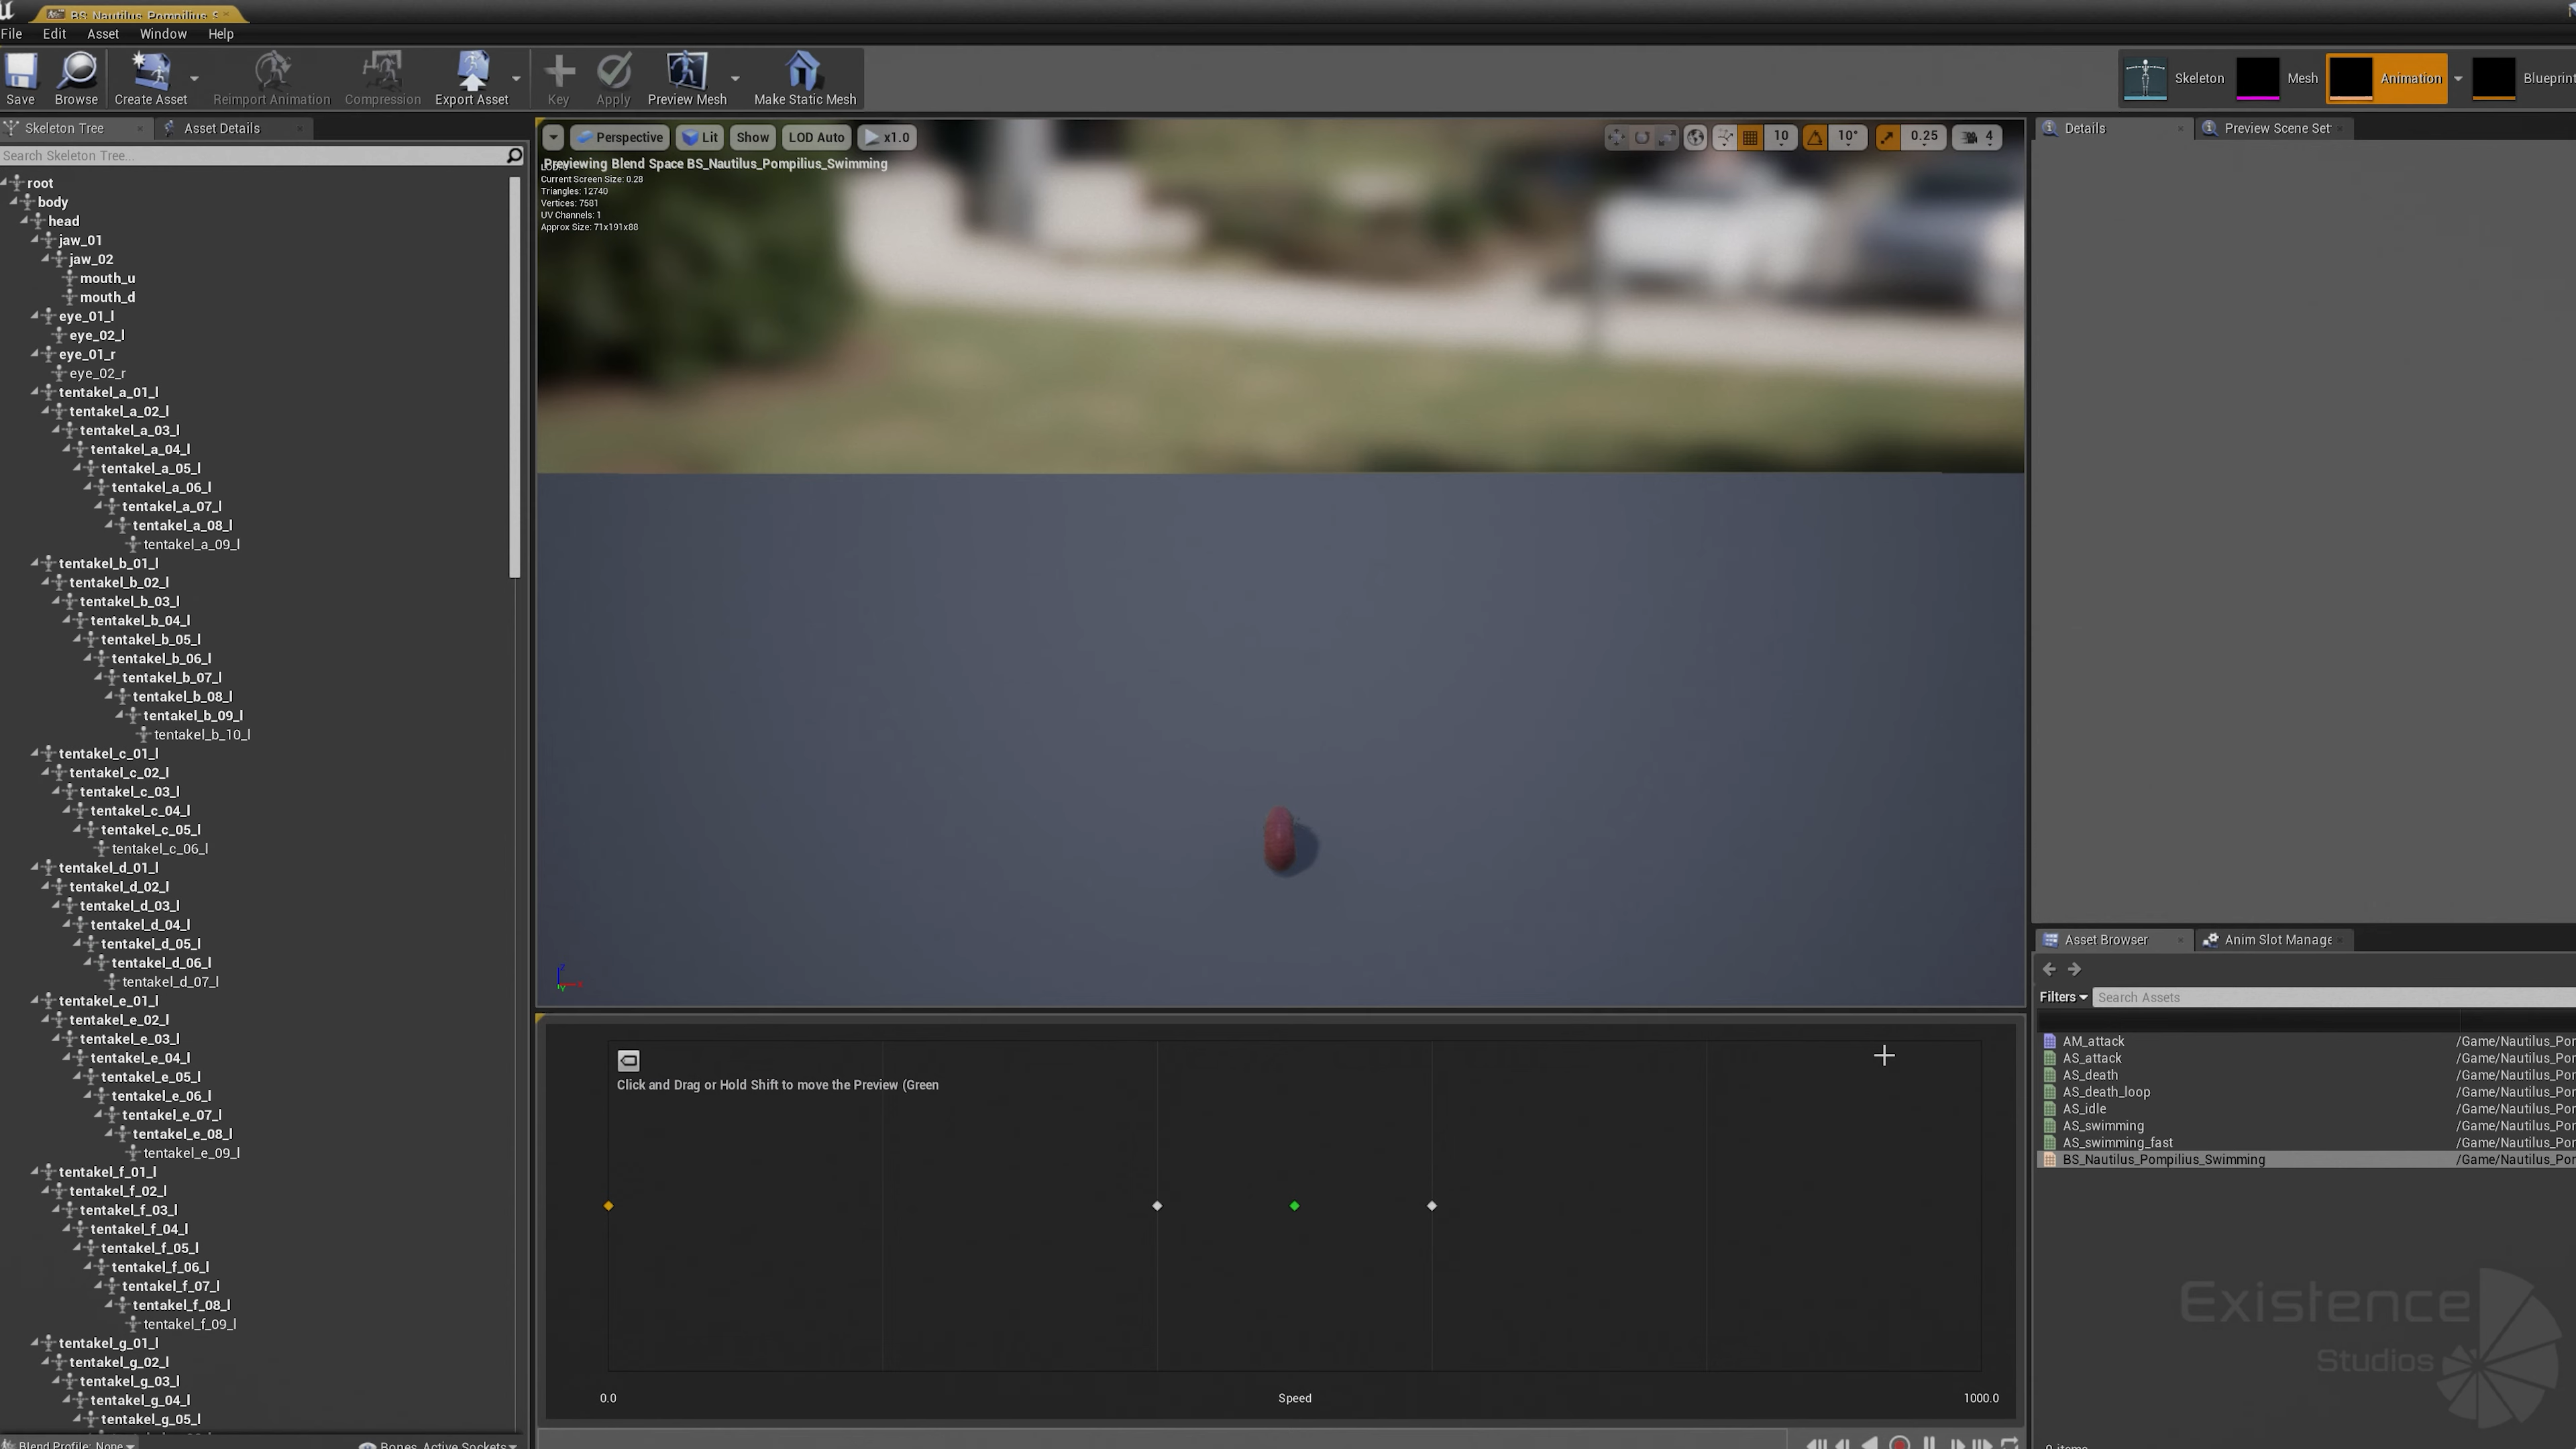 BS_Nautilus_Pompilius_S
File Edit Asset Window Help
Save Browse Create Asset Reimport Animation Compression Export Asset Key Apply Preview Mesh Make Static Mesh Skeleton Mesh Animation Blueprint
Skeleton Tree Asset Details
Search Skeleton Tree...
root
body
head
jaw_01
jaw_02
mouth_u
mouth_d
eye_01_l
eye_02_l
eye_01_r
eye_02_r
tentakel_a_01_l
tentakel_a_02_l
tentakel_a_03_l
tentakel_a_04_l
tentakel_a_05_l
tentakel_a_06_l
tentakel_a_07_l
tentakel_a_08_l
tentakel_a_09_l
tentakel_b_01_l
tentakel_b_02_l
tentakel_b_03_l
tentakel_b_04_l
tentakel_b_05_l
tentakel_b_06_l
tentakel_b_07_l
tentakel_b_08_l
tentakel_b_09_l
tentakel_b_10_l
tentakel_c_01_l
tentakel_c_02_l
tentakel_c_03_l
tentakel_c_04_l
tentakel_c_05_l
tentakel_c_06_l
tentakel_d_01_l
tentakel_d_02_l
tentakel_d_03_l
tentakel_d_04_l
tentakel_d_05_l
tentakel_d_06_l
tentakel_d_07_l
tentakel_e_01_l
tentakel_e_02_l
tentakel_e_03_l
tentakel_e_04_l
tentakel_e_05_l
tentakel_e_06_l
tentakel_e_07_l
tentakel_e_08_l
tentakel_e_09_l
tentakel_f_01_l
tentakel_f_02_l
tentakel_f_03_l
tentakel_f_04_l
tentakel_f_05_l
tentakel_f_06_l
tentakel_f_07_l
tentakel_f_08_l
tentakel_f_09_l
tentakel_g_01_l
tentakel_g_02_l
tentakel_g_03_l
tentakel_g_04_l
tentakel_g_05_l
Blend Profile: None Bones, Active Sockets
Perspective Lit Show LOD Auto x1.0 10 10° 0.25 4
Previewing Blend Space BS_Nautilus_Pompilius_Swimming
Current Screen Size: 0.28
Triangles: 12740
Vertices: 7581
UV Channels: 1
Approx Size: 71x191x88
Z
X
Y
Click and Drag or Hold Shift to move the Preview (Green
0.0 Speed 1000.0
Details Preview Scene Set
Asset Browser Anim Slot Manage
Filters Search Assets
AM_attack /Game/Nautilus_Por
AS_attack /Game/Nautilus_Por
AS_death /Game/Nautilus_Por
AS_death_loop /Game/Nautilus_Por
AS_idle /Game/Nautilus_Por
AS_swimming /Game/Nautilus_Por
AS_swimming_fast /Game/Nautilus_Por
BS_Nautilus_Pompilius_Swimming /Game/Nautilus_Por
Existence
Studios